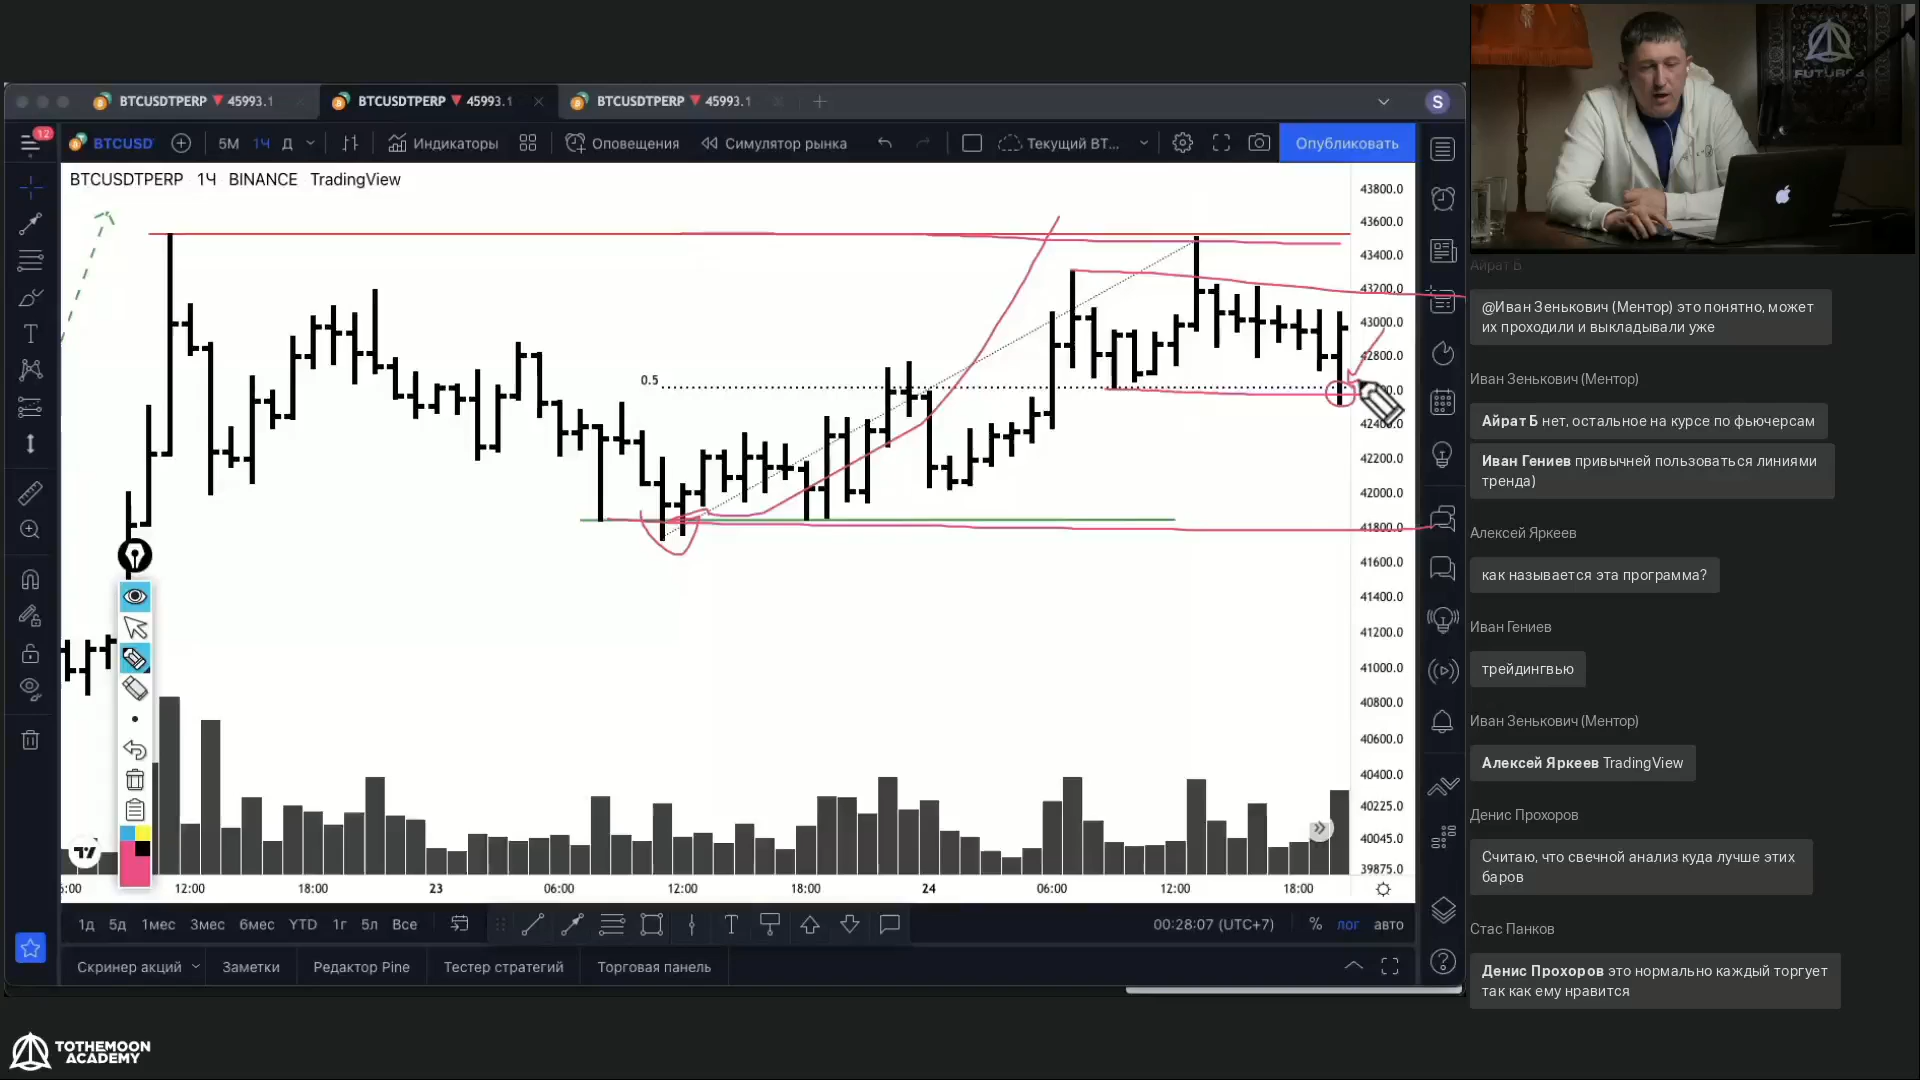 BTCUSDTPERP ▼ 45993.1
BTCUSDTPERP ▼ 45993.1
BTCUSDTPERP ▼ 45993.1
S
12
BTCUSD
5М
1Ч
Д
Индикаторы
Оповещения
Симулятор рынка
Текущий BT...
Опубликовать
BTCUSDTPERP 1Ч BINANCE TradingView
43800.0
43600.0
43400.0
43200.0
43000.0
42800.0
42400.0
42200.0
42000.0
41800.0
41600.0
41400.0
41200.0
41000.0
40800.0
40600.0
40400.0
40225.0
40045.0
39875.0
0.5
12:00
18:00
23
06:00
12:00
18:00
24
06:00
12:00
18:00
1д 5д 1мес 3мес 6мес YTD 1г 5л Все
00:28:07 (UTC+7)
% лог авто
Скринер акций
Заметки
Редактор Pine
Тестер стратегий
Торговая панель
TOTHEMOON
ACADEMY
FUTUROS
Айрат Б
@Иван Зенькович (Ментор) это понятно, может
их проходили и выкладывали уже
Иван Зенькович (Ментор)
Айрат Б нет, остальное на курсе по фьючерсам
Иван Гениев привычней пользоваться линиями
тренда)
Алексей Яркеев
как называется эта программа?
Иван Гениев
трейдингвью
Иван Зенькович (Ментор)
Алексей Яркеев TradingView
Денис Прохоров
Считаю, что свечной анализ куда лучше этих
баров
Стас Панков
Денис Прохоров это нормально каждый торгует
так как ему нравится